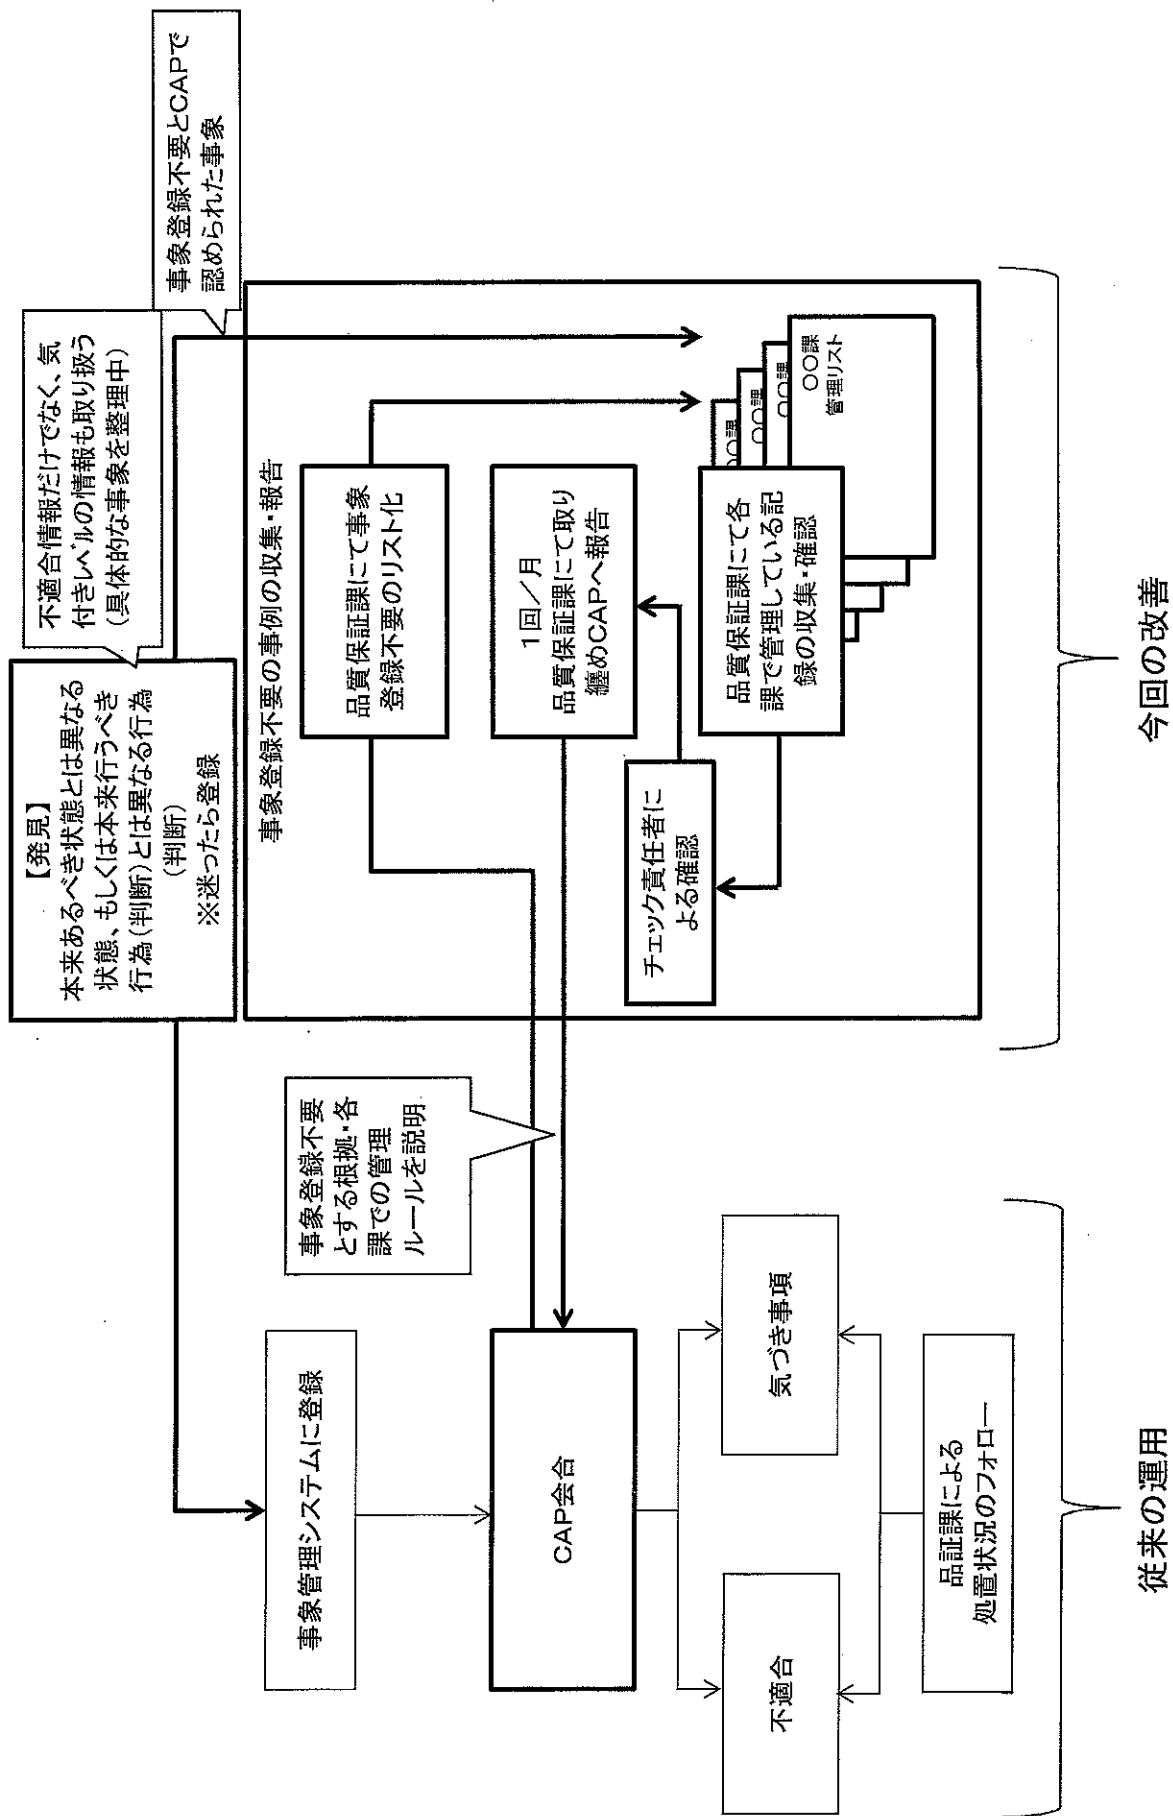 【発見】
本来あるべき状態とは異なる
状態、もしくは本来行うべき
行為(判断)とは異なる行為
(判断)
※迷ったら登録
不適合情報だけでなく、気
付きレベルの情報も取り扱う
(具体的な事象を整理中)
事象登録不要とCAPで
認められた事象
事象管理システムに登録
CAP会合
不適合
気づき事項
品証課による
処置状況のフォロー
事象登録不要
とする根拠・各
課での管理
ルールを説明
事象登録不要の事例の収集・報告
品質保証課にて事象
登録不要のリスト化
1回/月
品質保証課にて取り
纏めCAPへ報告
チェック責任者に
よる確認
品質保証課にて各
課で管理している記
録の収集・確認
○○課
○○課
○○課
○○課
管理リスト
従来の運用
今回の改善